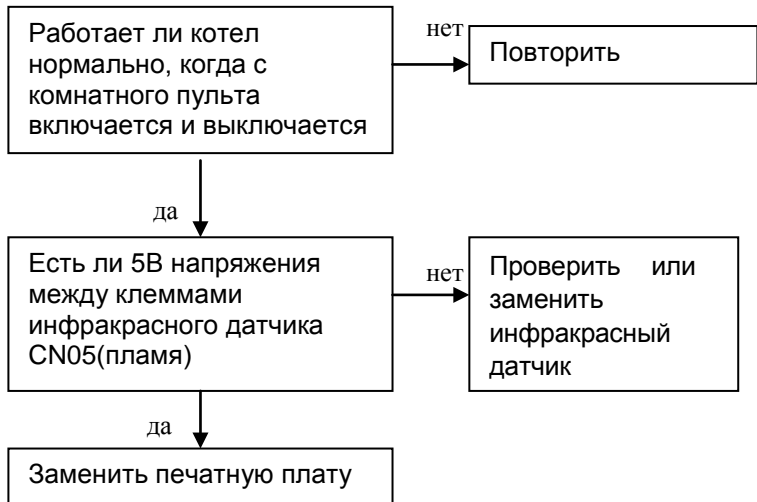 Работает ли котел
нормально, когда с
комнатного пульта
включается и выключается
нет
Повторить
да
Есть ли 5В напряжения
между клеммами
инфракрасного датчика
CN05(пламя)
нет
Проверить или
заменить
инфракрасный
датчик
да
Заменить печатную плату